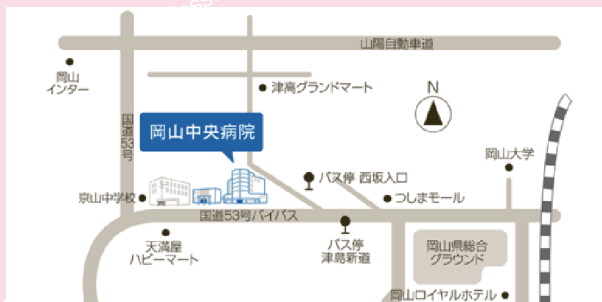 山陽自動車道
岡山
インター
津高グランドマート
N
国道53号
岡山中央病院
岡山大学
バス停 西坂入口
京山中学校
つしまモール
国道53号バイパス
天満屋
ハピーマート
バス停
津島新道
岡山県総合
グラウンド
岡山ロイヤルホテル